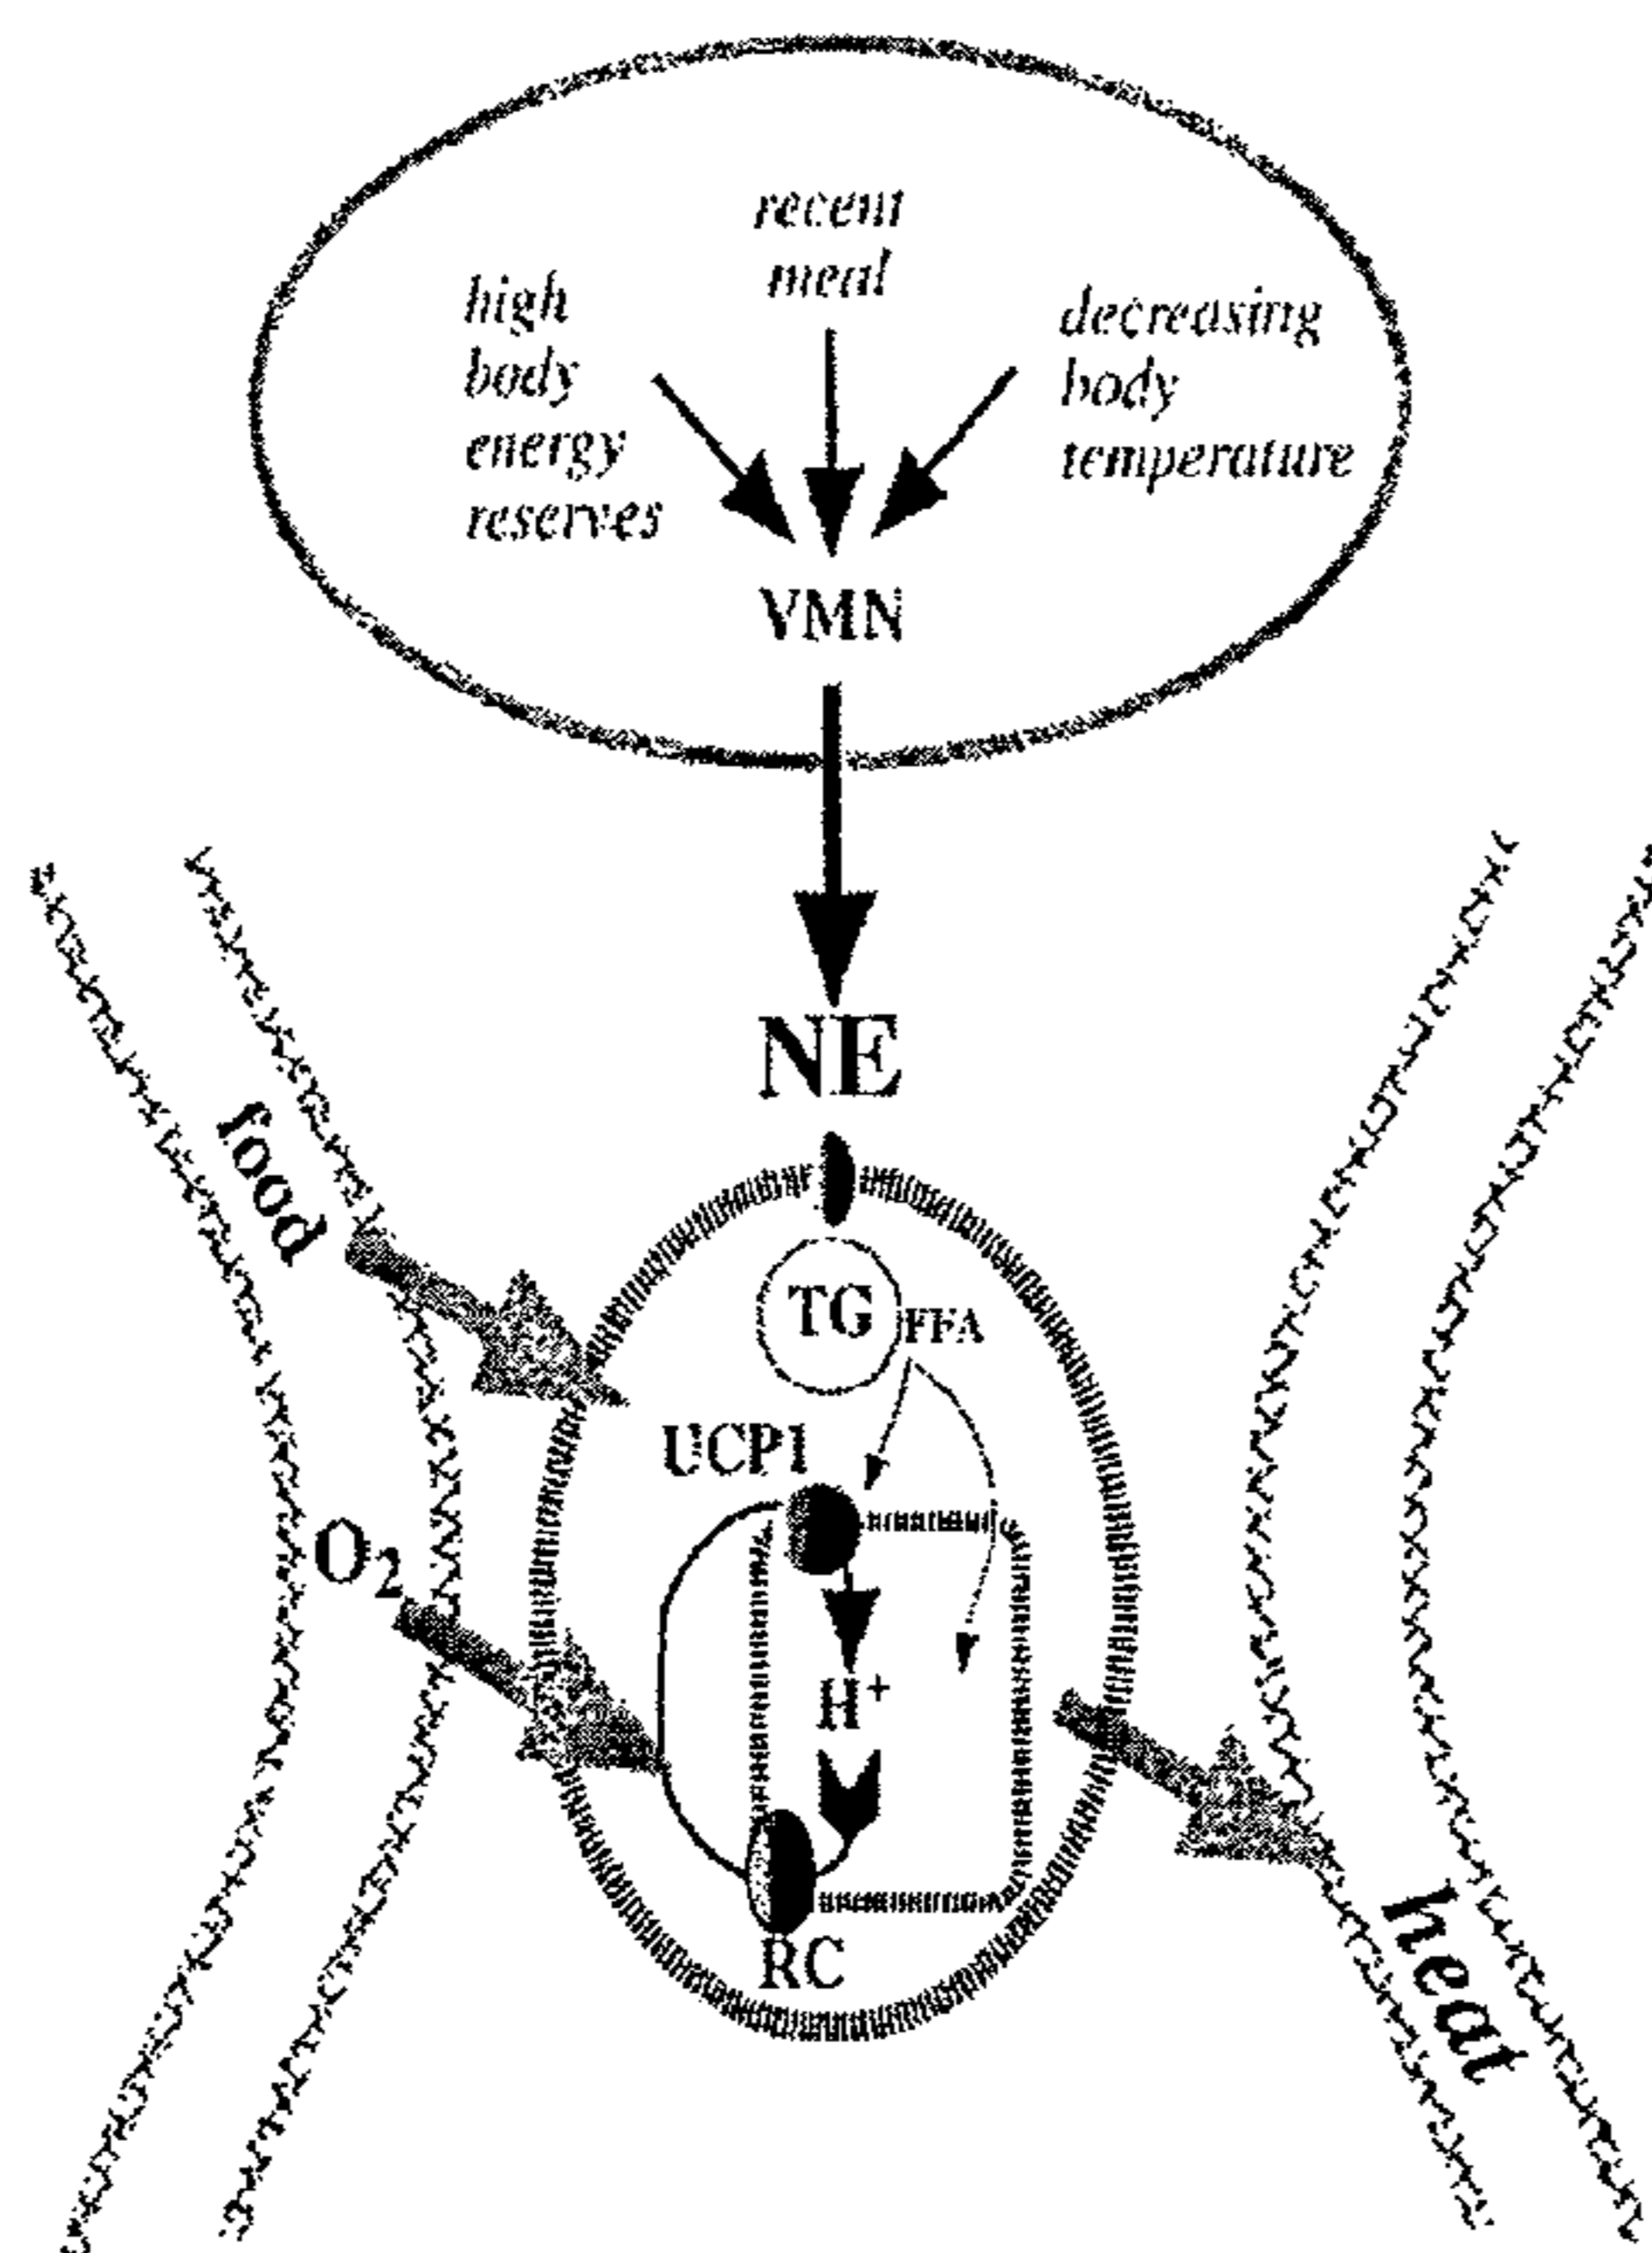 recent
meal
high
body
energy
reserves
decreasing
body
temperature
VMN
NE
food
TG
FFA
UCP1
O₂
H⁺
RC
heat